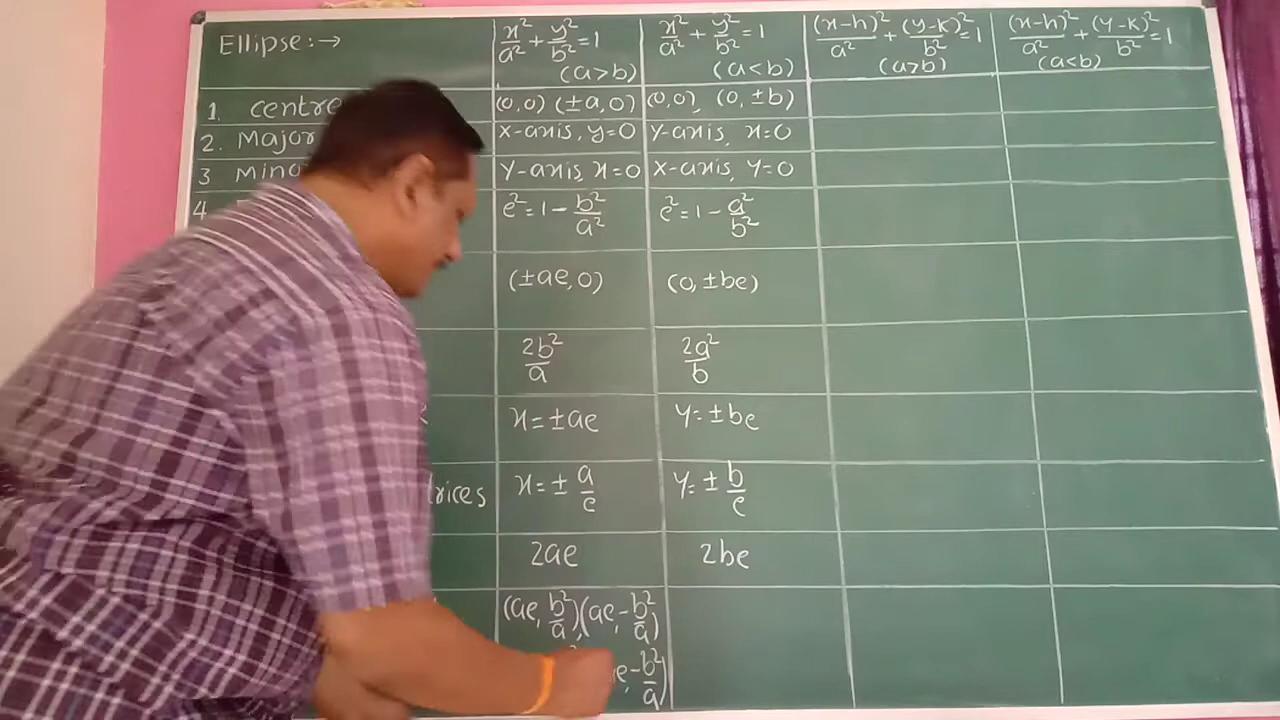 Ellipse:→ x²/a² + y²/b² = 1 (a>b) x²/a² + y²/b² = 1 (a<b) (x-h)²/a² + (y-k)²/b² = 1 (a>b) (x-h)²/a² + (y-k)²/b² = 1 (a<b)
1. centre (0,0) (±a,0) (0,0), (0,±b)
2. Major x-axis, y=0 y-axis, x=0
3 Y-axis, x=0 x-axis, y=0
4 e²=1-b²/a² e²=1-a²/b²
(±ae,0) (0,±be)
2b²/a 2a²/b
x=±ae y=±be
trices x=±a/e y=±b/e
2ae 2be
(ae, b²/a),(ae,-b²/a)
e,-b²/a)